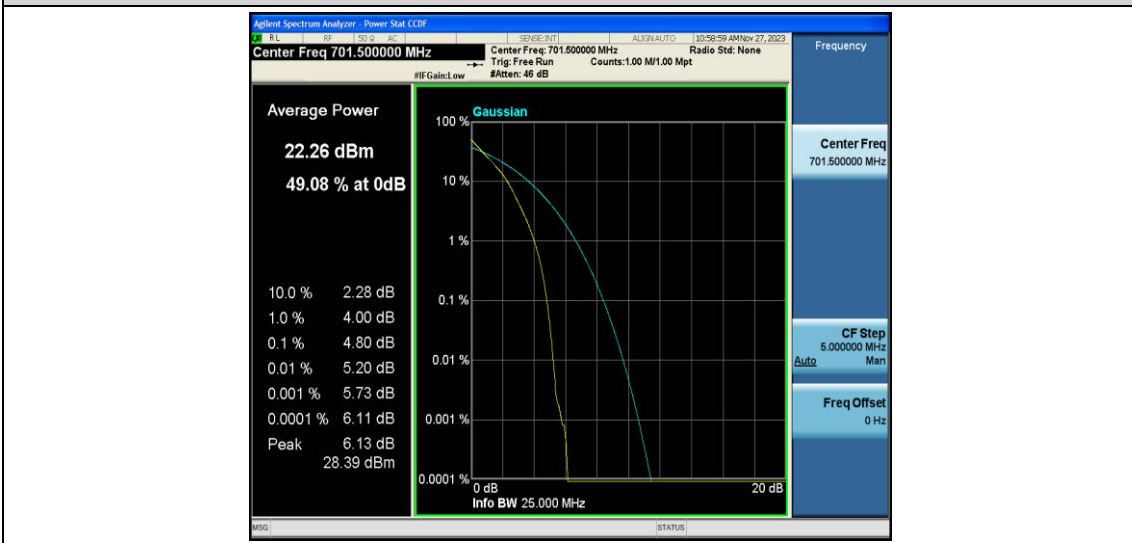 Agilent Spectrum Analyzer - Power Stat CCDF
LXI RL RF 50 Ω AC SENSE:INT ALIGN AUTO 10:58:59 AM Nov 27, 2023
Center Freq 701.500000 MHz
Center Freq: 701.500000 MHz Radio Std: None
Trig: Free Run Counts:1.00 M/1.00 Mpt
#IFGain:Low #Atten: 46 dB
Frequency
Average Power
22.26 dBm
49.08 % at 0dB
10.0 % 2.28 dB
1.0 % 4.00 dB
0.1 % 4.80 dB
0.01 % 5.20 dB
0.001 % 5.73 dB
0.0001 % 6.11 dB
Peak 6.13 dB
28.39 dBm
Gaussian
100 %
10 %
1 %
0.1 %
0.01 %
0.001 %
0.0001 %
0 dB 20 dB
Info BW 25.000 MHz
Center Freq
701.500000 MHz
CF Step
5.000000 MHz
Auto Man
Freq Offset
0 Hz
MSG STATUS